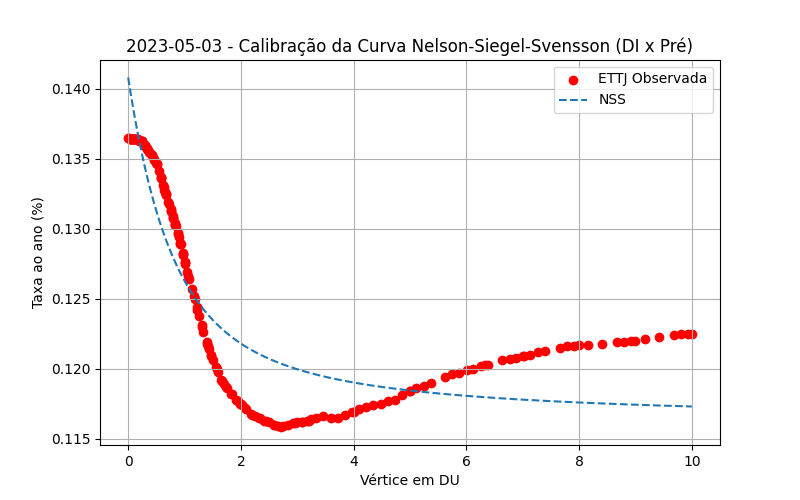 2023-05-03 - Calibração da Curva Nelson-Siegel-Svensson (DI x Pré)
ETTJ Observada
NSS
Taxa ao ano (%)
0.140
0.135
0.130
0.125
0.120
0.115
0 2 4 6 8 10
Vértice em DU